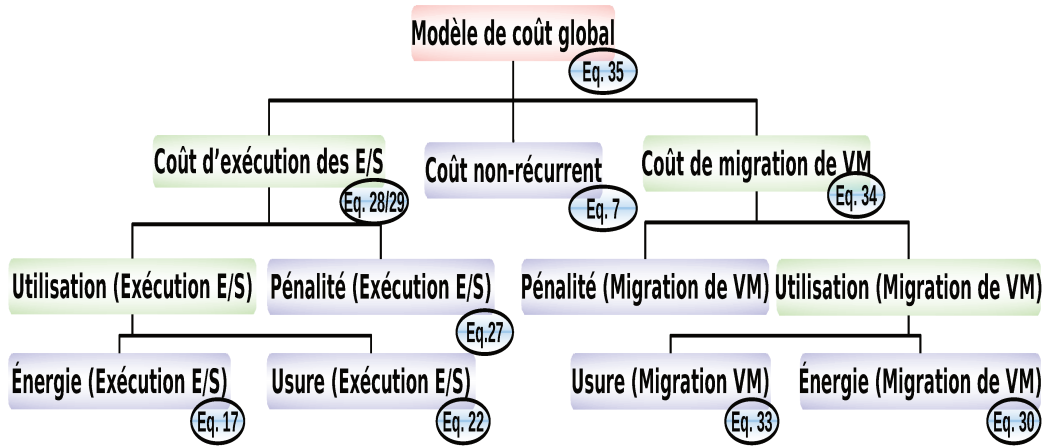 Modèle de coût global
Eq. 35
Coût d’exécution des E/S
Eq. 28/29
Coût non-récurrent
Eq. 7
Coût de migration de VM
Eq. 34
Utilisation (Exécution E/S)
Pénalité (Exécution E/S)
Eq.27
Pénalité (Migration de VM)
Utilisation (Migration de VM)
Énergie (Exécution E/S)
Eq. 17
Usure (Exécution E/S)
Eq. 22
Usure (Migration VM)
Eq. 33
Énergie (Migration de VM)
Eq. 30